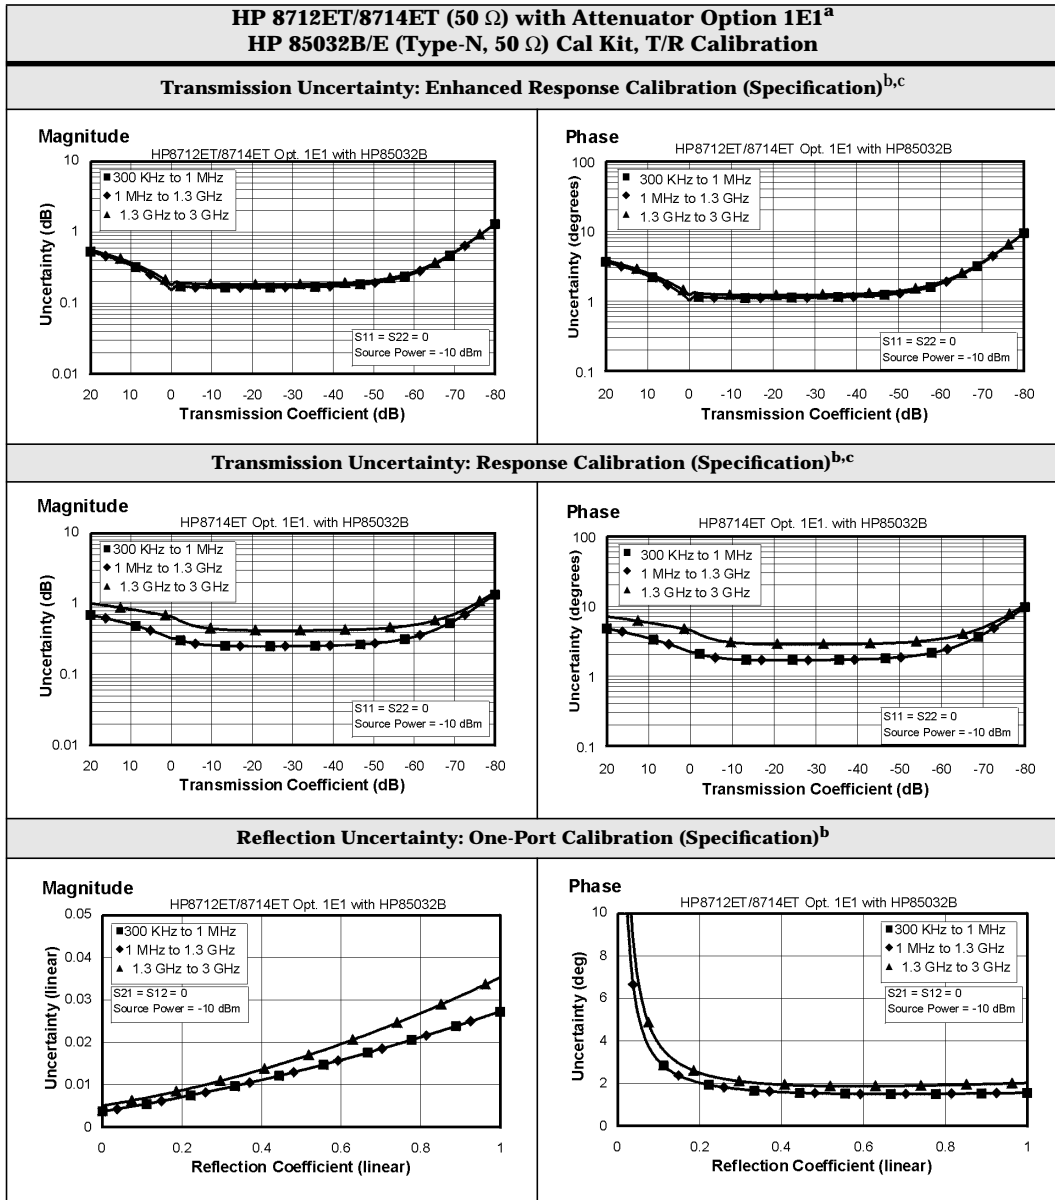 HP 8712ET/8714ET (50 Ω) with Attenuator Option 1E1a
HP 85032B/E (Type-N, 50 Ω) Cal Kit, T/R Calibration
Transmission Uncertainty: Enhanced Response Calibration (Specification)b,c
Magnitude
HP8712ET/8714ET Opt. 1E1 with HP85032B
10
1
0.1
0.01
Uncertainty (dB)
300 KHz to 1 MHz
1 MHz to 1.3 GHz
1.3 GHz to 3 GHz
S11 = S22 = 0
Source Power = -10 dBm
20 10 0 -10 -20 -30 -40 -50 -60 -70 -80
Transmission Coefficient (dB)
Phase
HP8712ET/8714ET Opt. 1E1 with HP85032B
100
10
1
0.1
Uncertainty (degrees)
300 KHz to 1 MHz
1 MHz to 1.3 GHz
1.3 GHz to 3 GHz
S11 = S22 = 0
Source Power = -10 dBm
20 10 0 -10 -20 -30 -40 -50 -60 -70 -80
Transmission Coefficient (dB)
Transmission Uncertainty: Response Calibration (Specification)b,c
Magnitude
HP8714ET Opt. 1E1. with HP85032B
10
1
0.1
0.01
Uncertainty (dB)
300 KHz to 1 MHz
1 MHz to 1.3 GHz
1.3 GHz to 3 GHz
S11 = S22 = 0
Source Power = -10 dBm
20 10 0 -10 -20 -30 -40 -50 -60 -70 -80
Transmission Coefficient (dB)
Phase
HP8714ET Opt. 1E1. with HP85032B
100
10
1
0.1
Uncertainty (degrees)
300 KHz to 1 MHz
1 MHz to 1.3 GHz
1.3 GHz to 3 GHz
S11 = S22 = 0
Source Power = -10 dBm
20 10 0 -10 -20 -30 -40 -50 -60 -70 -80
Transmission Coefficient (dB)
Reflection Uncertainty: One-Port Calibration (Specification)b
Magnitude
HP8712ET/8714ET Opt. 1E1 with HP85032B
0.05
0.04
0.03
0.02
0.01
0
Uncertainty (linear)
300 KHz to 1 MHz
1 MHz to 1.3 GHz
1.3 GHz to 3 GHz
S21 = S12 = 0
Source Power = -10 dBm
0 0.2 0.4 0.6 0.8 1
Reflection Coefficient (linear)
Phase
HP8712ET/8714ET Opt. 1E1 with HP85032B
10
8
6
4
2
0
Uncertainty (deg)
300 KHz to 1 MHz
1 MHz to 1.3 GHz
1.3 GHz to 3 GHz
S21 = S12 = 0
Source Power = -10 dBm
0 0.2 0.4 0.6 0.8 1
Reflection Coefficient (linear)